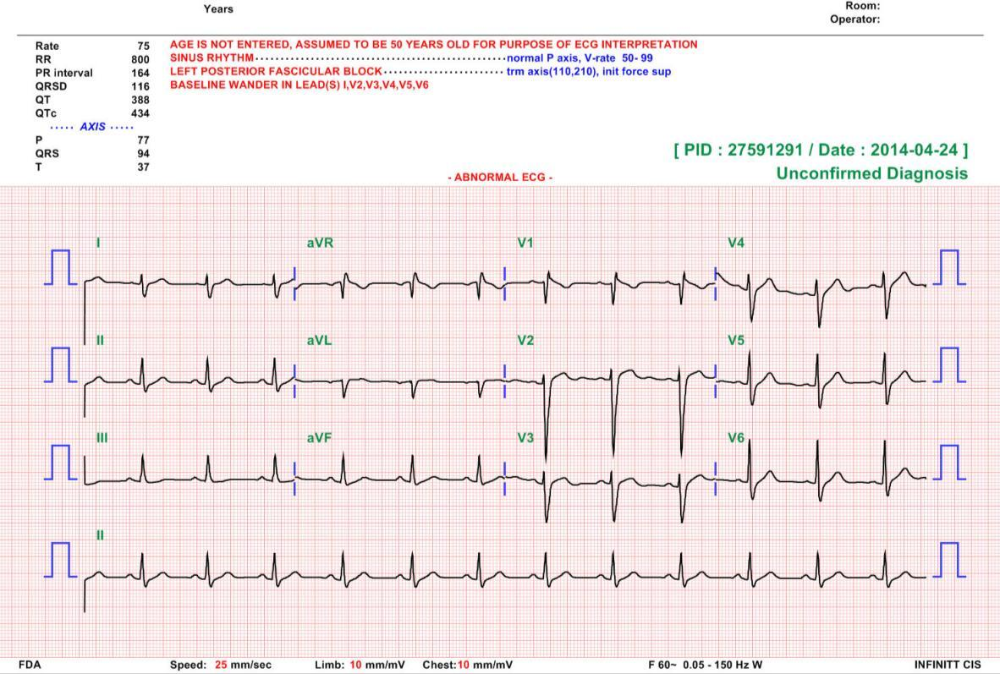 Years
Room:
Operator:
Rate 75 AGE IS NOT ENTERED, ASSUMED TO BE 50 YEARS OLD FOR PURPOSE OF ECG INTERPRETATION
RR 800 SINUS RHYTHM normal P axis, V-rate 50- 99
PR interval 164 LEFT POSTERIOR FASCICULAR BLOCK trm axis(110,210), init force sup
QRSD 116 BASELINE WANDER IN LEAD(S) I,V2,V3,V4,V5,V6
QT 388
QTc 434
····· AXIS ·····
P 77
QRS 94
T 37
[ PID : 27591291 / Date : 2014-04-24 ]
Unconfirmed Diagnosis
- ABNORMAL ECG -
I aVR V1 V4
II aVL V2 V5
III aVF V3 V6
II
FDA Speed: 25 mm/sec Limb: 10 mm/mV Chest:10 mm/mV F 60~ 0.05 - 150 Hz W INFINITT CIS